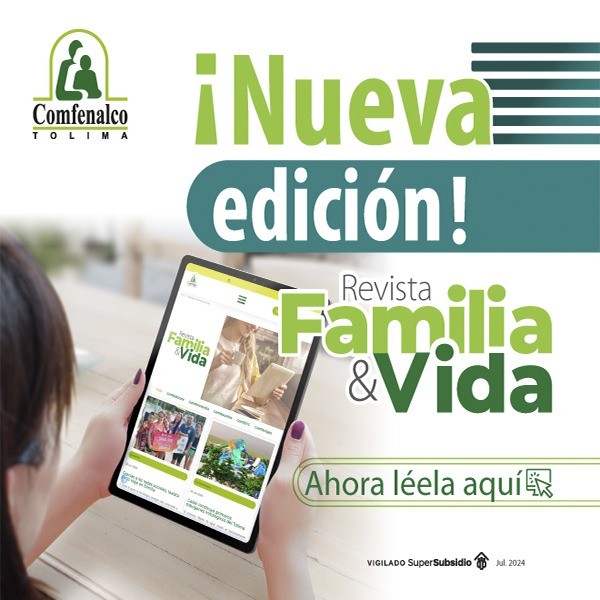 Comfenalco
TOLIMA
¡Nueva
edición!
Revista
Familia
&Vida
Revista
Familia
&Vida
Ahora léela aquí
VIGILADO SuperSubsidio Jul. 2024